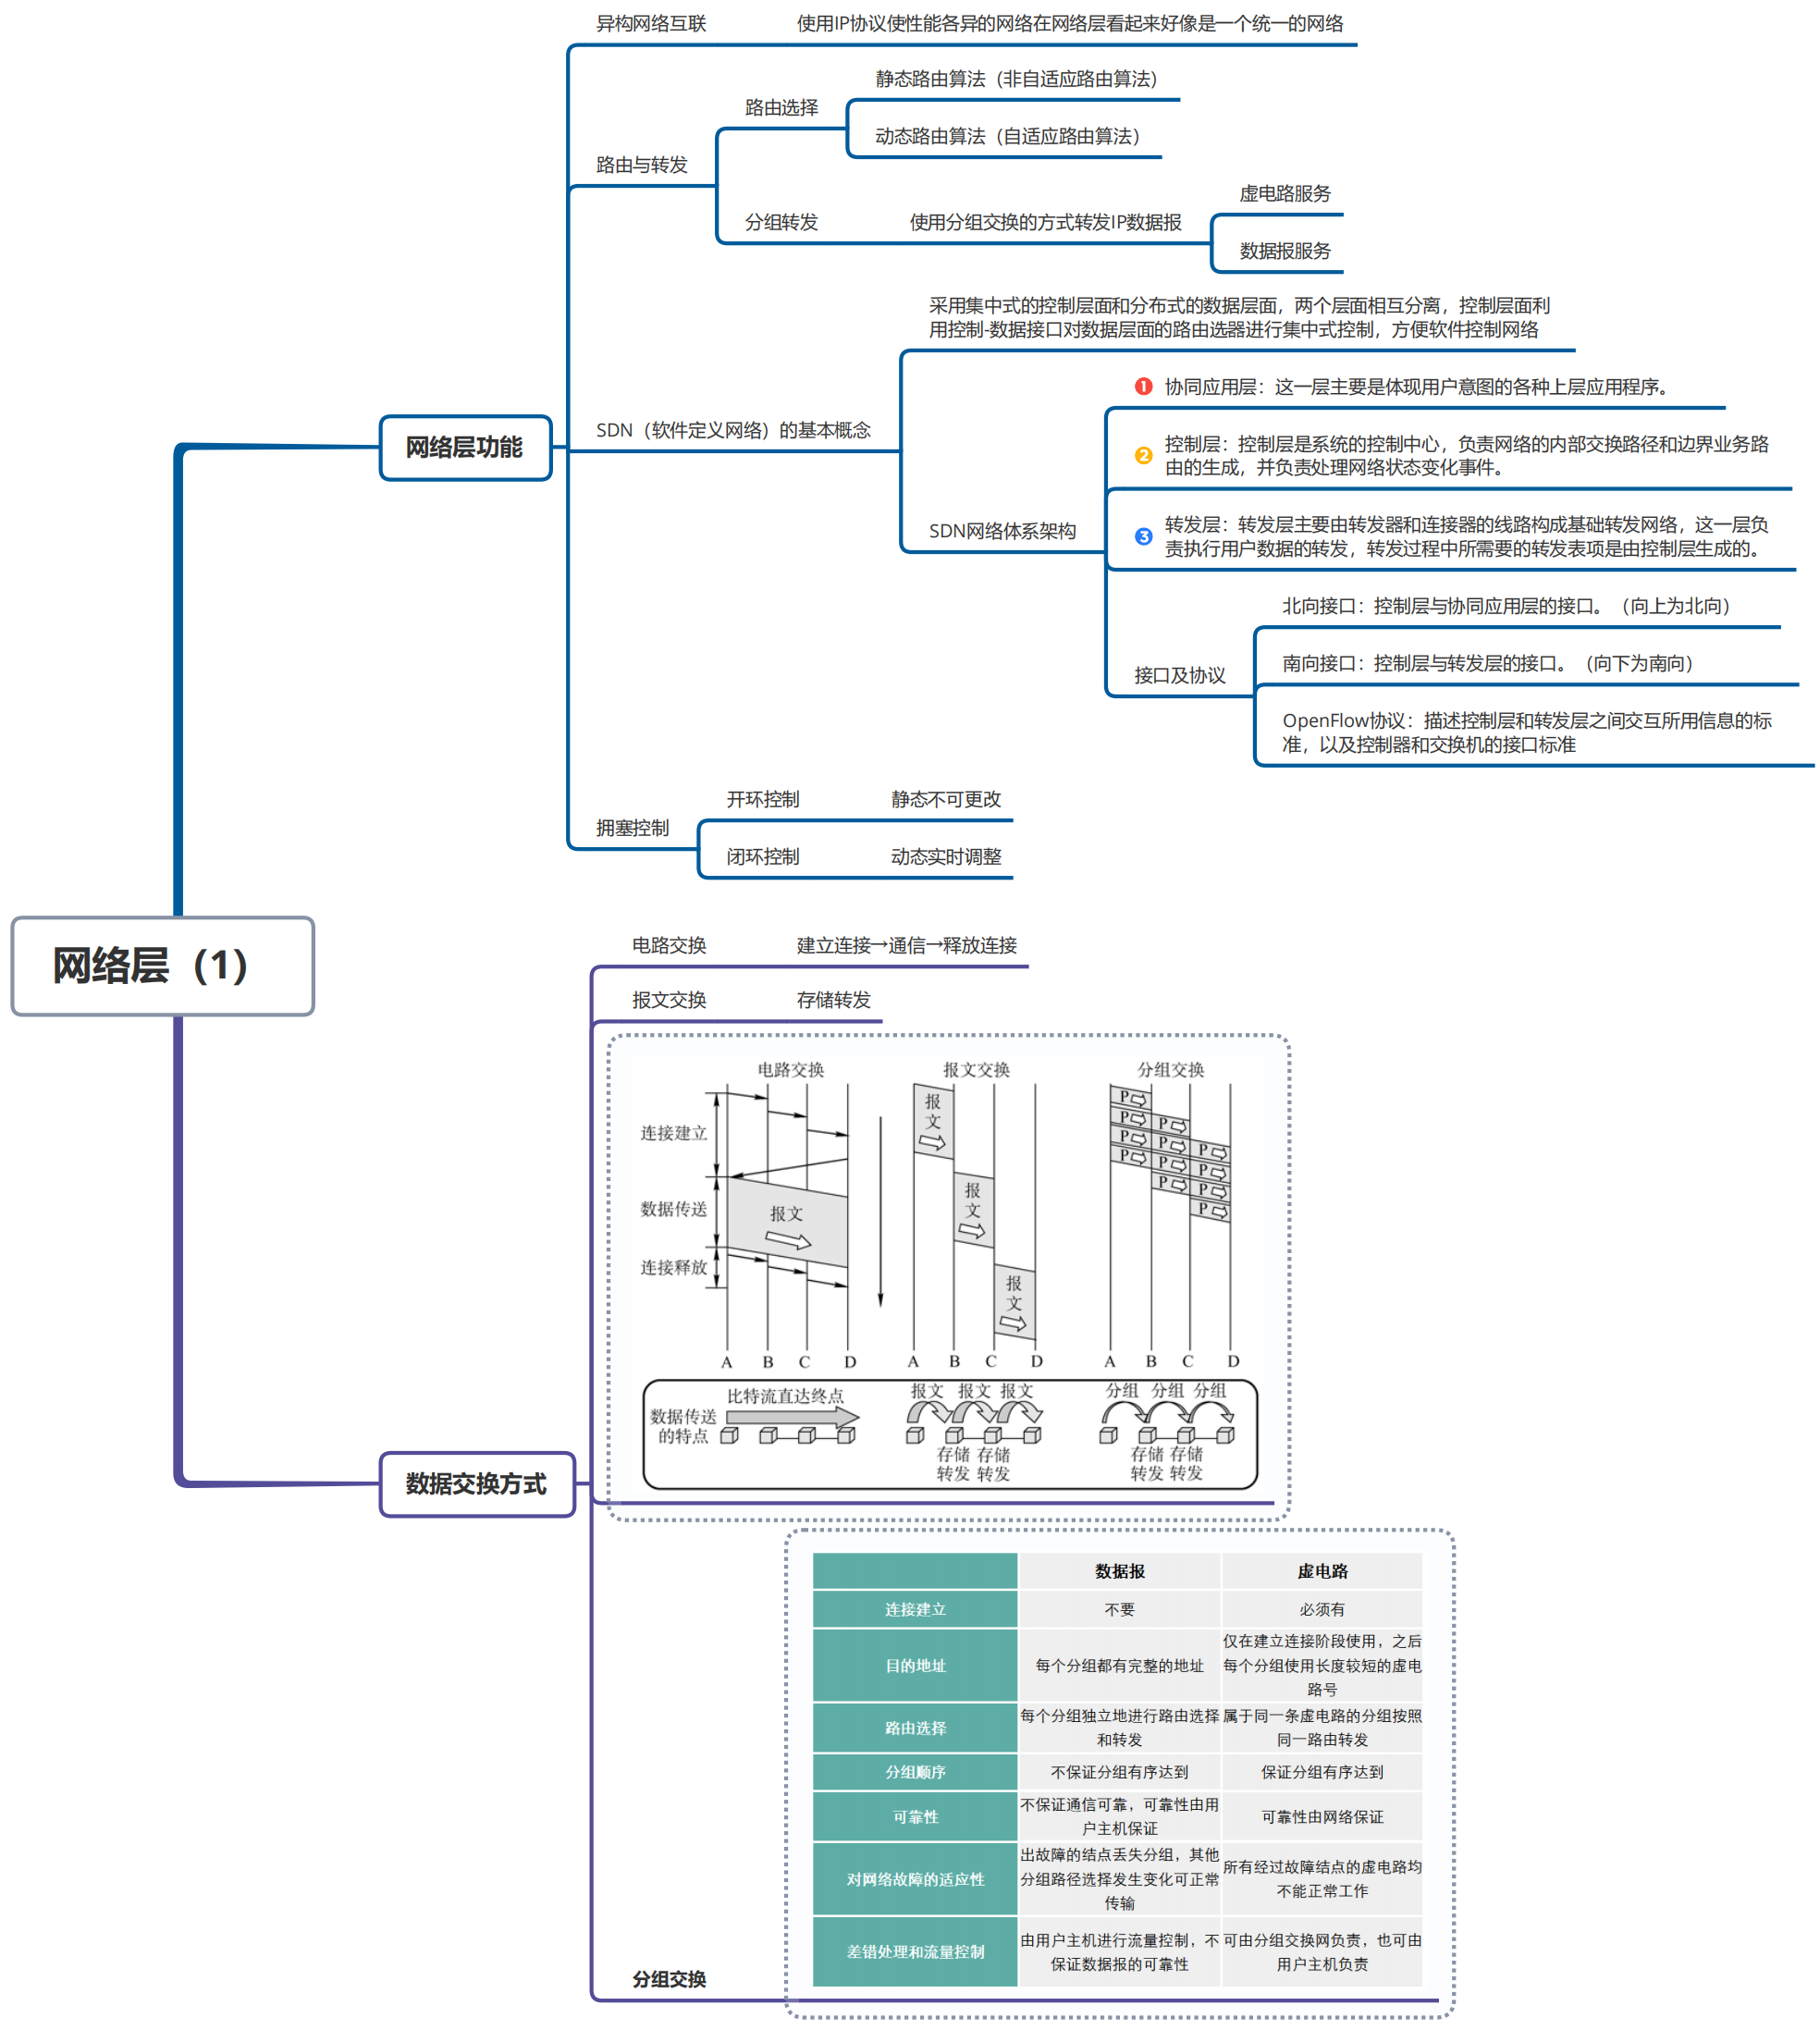 网络层（1）
网络层功能
异构网络互联
使用IP协议使性能各异的网络在网络层看起来好像是一个统一的网络
路由与转发
路由选择
静态路由算法（非自适应路由算法）
动态路由算法（自适应路由算法）
分组转发
使用分组交换的方式转发IP数据报
虚电路服务
数据报服务
SDN（软件定义网络）的基本概念
采用集中式的控制层面和分布式的数据层面，两个层面相互分离，控制层面利
用控制-数据接口对数据层面的路由选器进行集中式控制，方便软件控制网络
SDN网络体系架构
1 协同应用层：这一层主要是体现用户意图的各种上层应用程序。
2 控制层：控制层是系统的控制中心，负责网络的内部交换路径和边界业务路
由的生成，并负责处理网络状态变化事件。
3 转发层：转发层主要由转发器和连接器的线路构成基础转发网络，这一层负
责执行用户数据的转发，转发过程中所需要的转发表项是由控制层生成的。
接口及协议
北向接口：控制层与协同应用层的接口。（向上为北向）
南向接口：控制层与转发层的接口。（向下为南向）
OpenFlow协议：描述控制层和转发层之间交互所用信息的标
准，以及控制器和交换机的接口标准
拥塞控制
开环控制
静态不可更改
闭环控制
动态实时调整
数据交换方式
电路交换
建立连接→通信→释放连接
报文交换
存储转发
电路交换 报文交换 分组交换
连接建立
数据传送
连接释放
报文
报
文
报
文
报
文
P
P P
P P P
P P P
P P
P
A B C D A B C D A B C D
数据传送
的特点
比特流直达终点
报文 报文 报文
存储 存储
转发 转发
分组 分组 分组
存储 存储
转发 转发
分组交换
数据报 虚电路
连接建立 不要 必须有
目的地址 每个分组都有完整的地址
仅在建立连接阶段使用，之后
每个分组使用长度较短的虚电
路号
路由选择
每个分组独立地进行路由选择
和转发
属于同一条虚电路的分组按照
同一路由转发
分组顺序 不保证分组有序达到 保证分组有序达到
可靠性
不保证通信可靠，可靠性由用
户主机保证
可靠性由网络保证
对网络故障的适应性
出故障的结点丢失分组，其他
分组路径选择发生变化可正常
传输
所有经过故障结点的虚电路均
不能正常工作
差错处理和流量控制
由用户主机进行流量控制，不
保证数据报的可靠性
可由分组交换网负责，也可由
用户主机负责